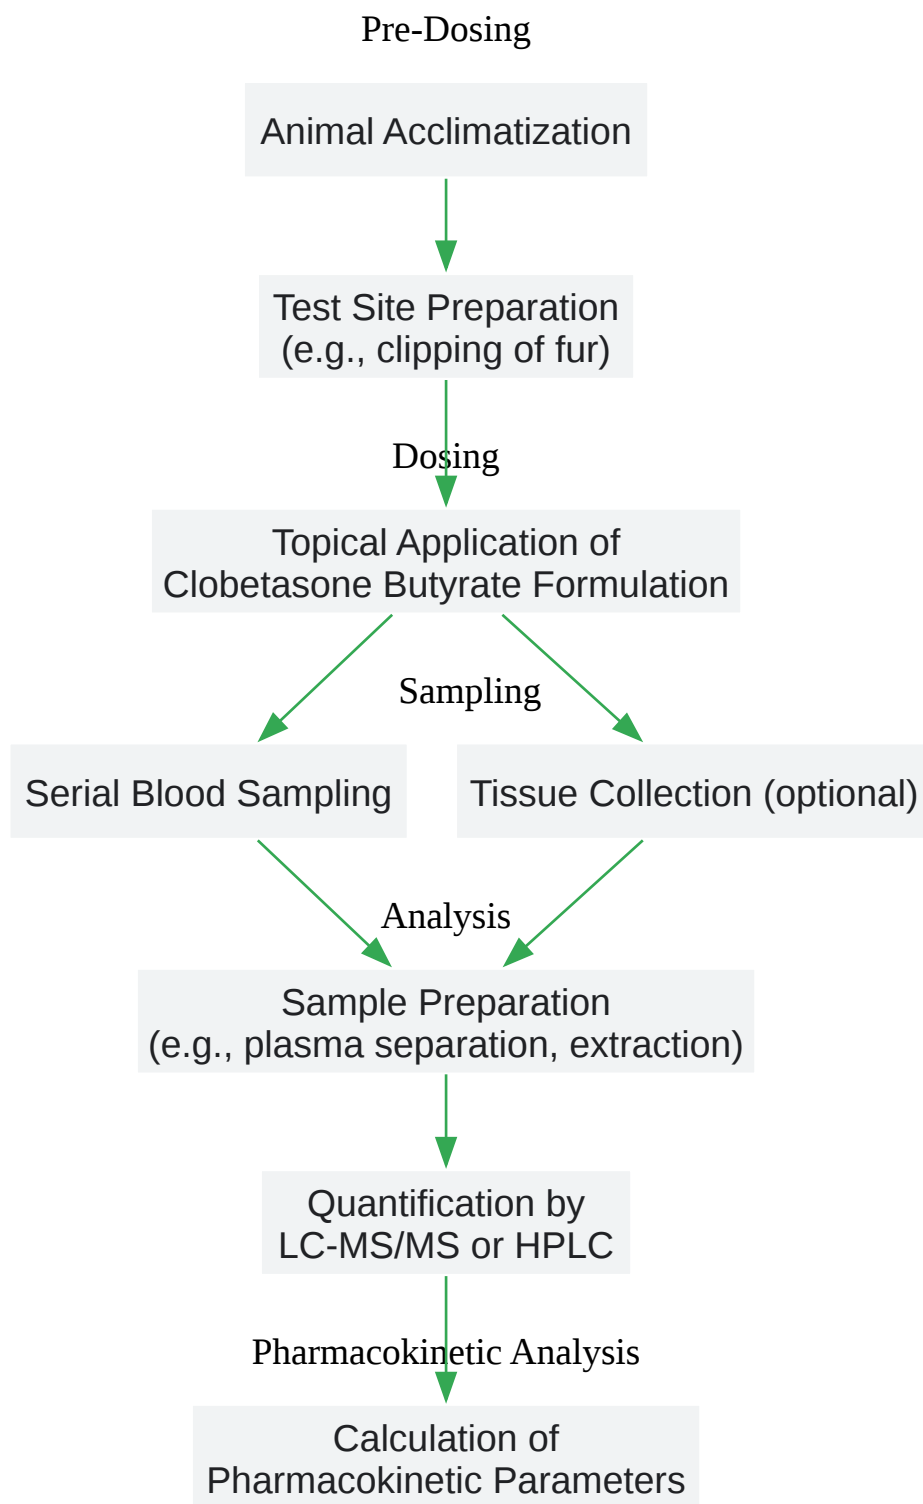 Pre-Dosing
Animal Acclimatization
Test Site Preparation
(e.g., clipping of fur)
Dosing
Topical Application of
Clobetasone Butyrate Formulation
Sampling
Serial Blood Sampling
Tissue Collection (optional)
Analysis
Sample Preparation
(e.g., plasma separation, extraction)
Quantification by
LC-MS/MS or HPLC
Pharmacokinetic Analysis
Calculation of
Pharmacokinetic Parameters